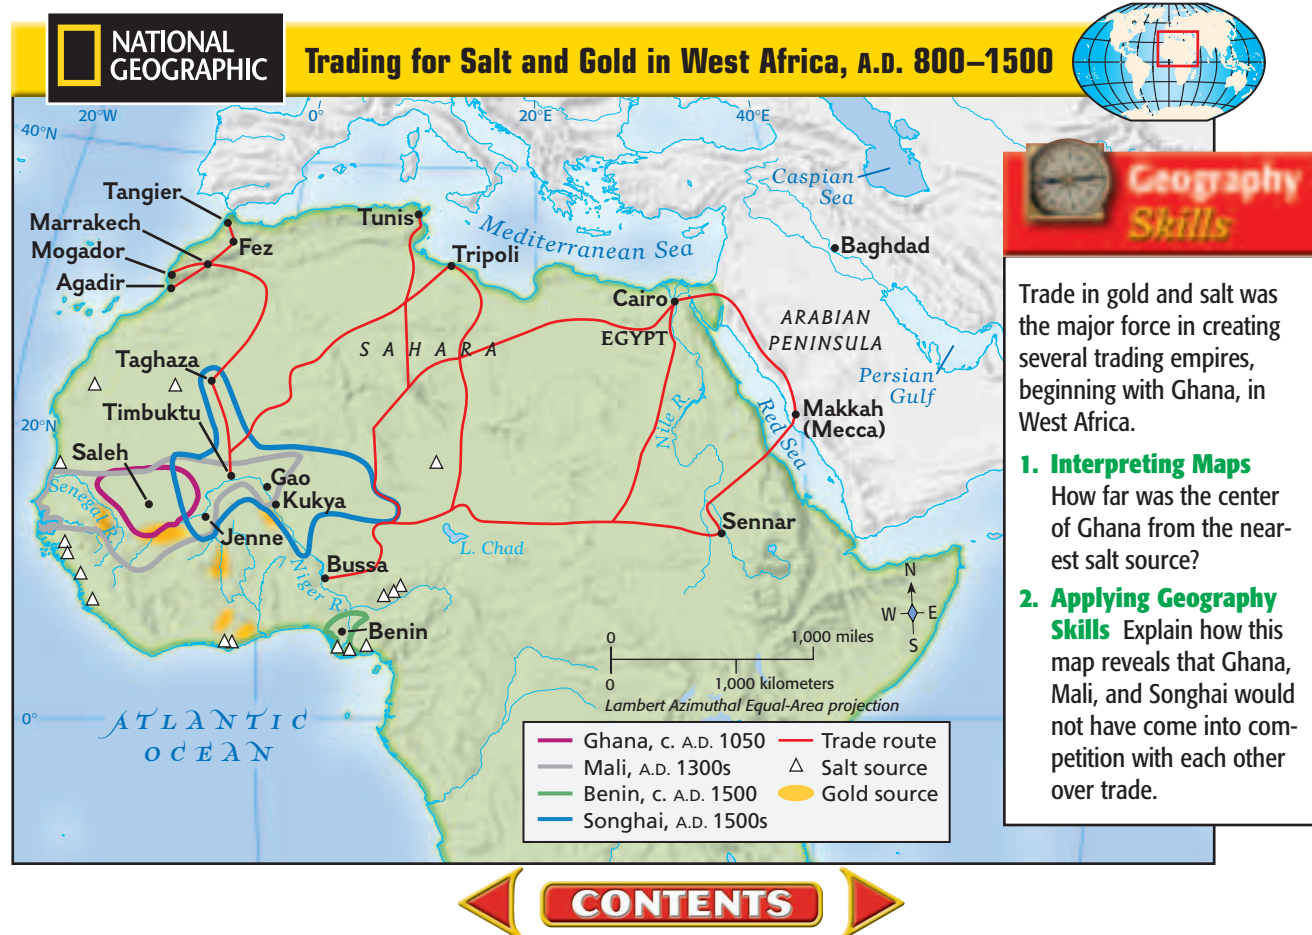 NATIONAL
GEOGRAPHIC
Trading for Salt and Gold in West Africa, A.D. 800–1500
20°W
0°
20°E
40°E
40°N
Caspian
Sea
Tangier
Marrakech
Mogador
Agadir
Fez
Tunis
Mediterranean Sea
Tripoli
Baghdad
Cairo
EGYPT
ARABIAN
PENINSULA
SAHARA
Persian
Gulf
Taghaza
Timbuktu
Makkah
(Mecca)
Nile R.
Red Sea
20°N
Saleh
Gao
Kukya
Senegal R.
Jenne
Sennar
L. Chad
Bussa
Niger R.
Benin
N
W
E
S
0
1,000 miles
0
1,000 kilometers
Lambert Azimuthal Equal-Area projection
0°
ATLANTIC
OCEAN
Ghana, c. A.D. 1050
Mali, A.D. 1300s
Benin, c. A.D. 1500
Songhai, A.D. 1500s
Trade route
Salt source
Gold source
Geography
Skills
Trade in gold and salt was
the major force in creating
several trading empires,
beginning with Ghana, in
West Africa.
1. Interpreting Maps
How far was the center
of Ghana from the near-
est salt source?
2. Applying Geography
Skills Explain how this
map reveals that Ghana,
Mali, and Songhai would
not have come into com-
petition with each other
over trade.
CONTENTS